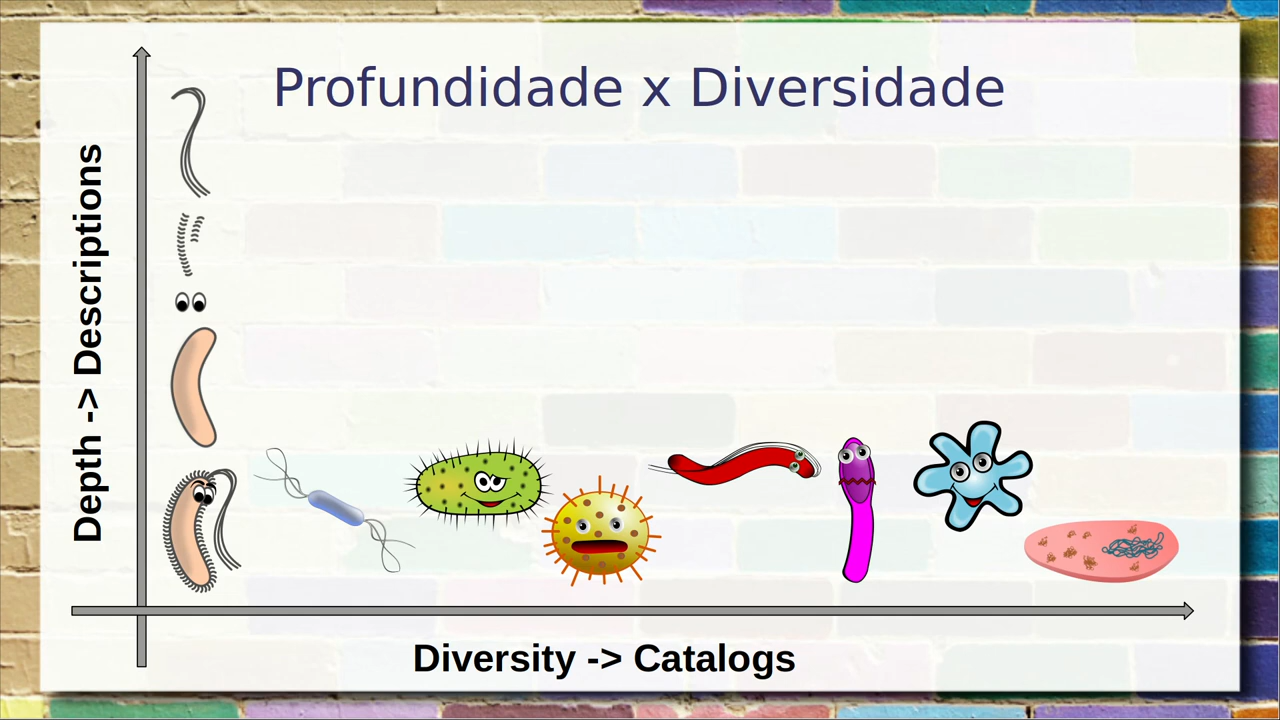 Profundidade x Diversidade
Depth -> Descriptions
Diversity -> Catalogs